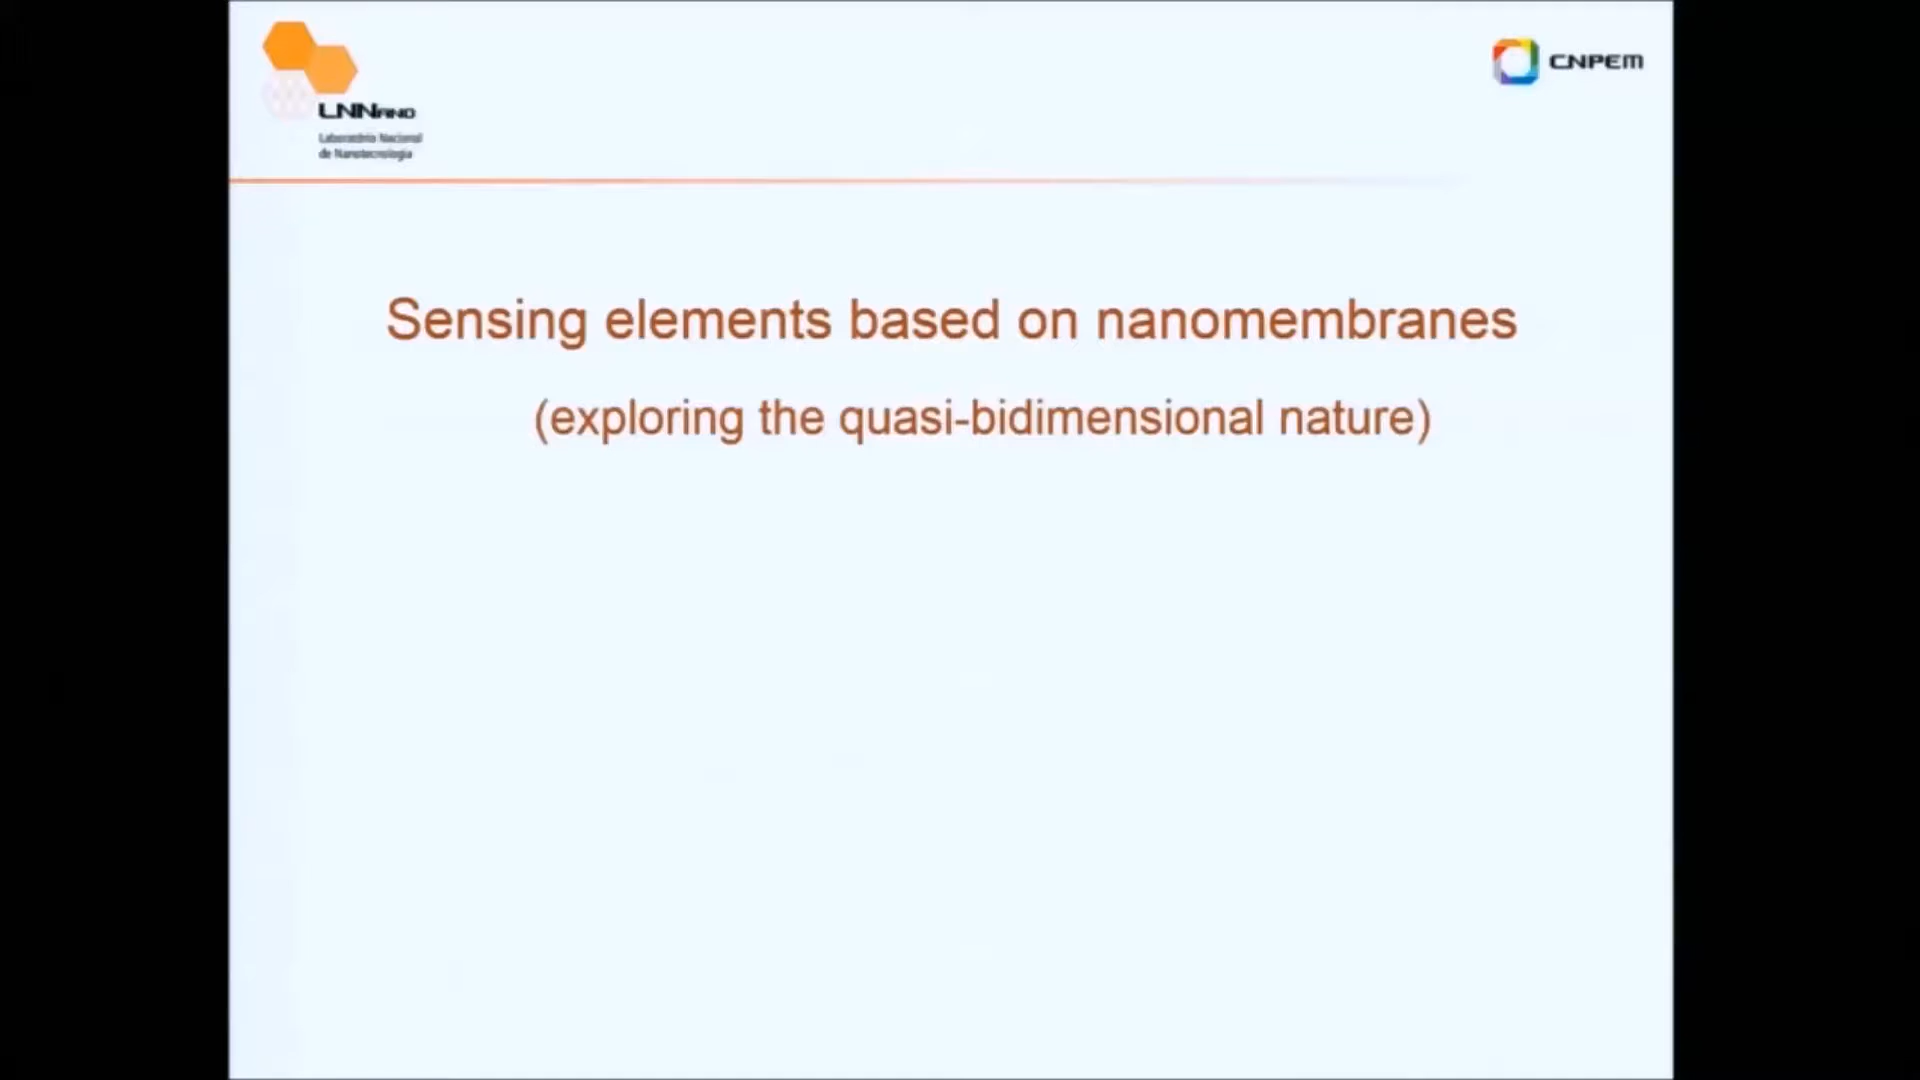 LNNANO
Laboratório Nacional
de Nanotecnologia
CNPEM
Sensing elements based on nanomembranes
(exploring the quasi-bidimensional nature)